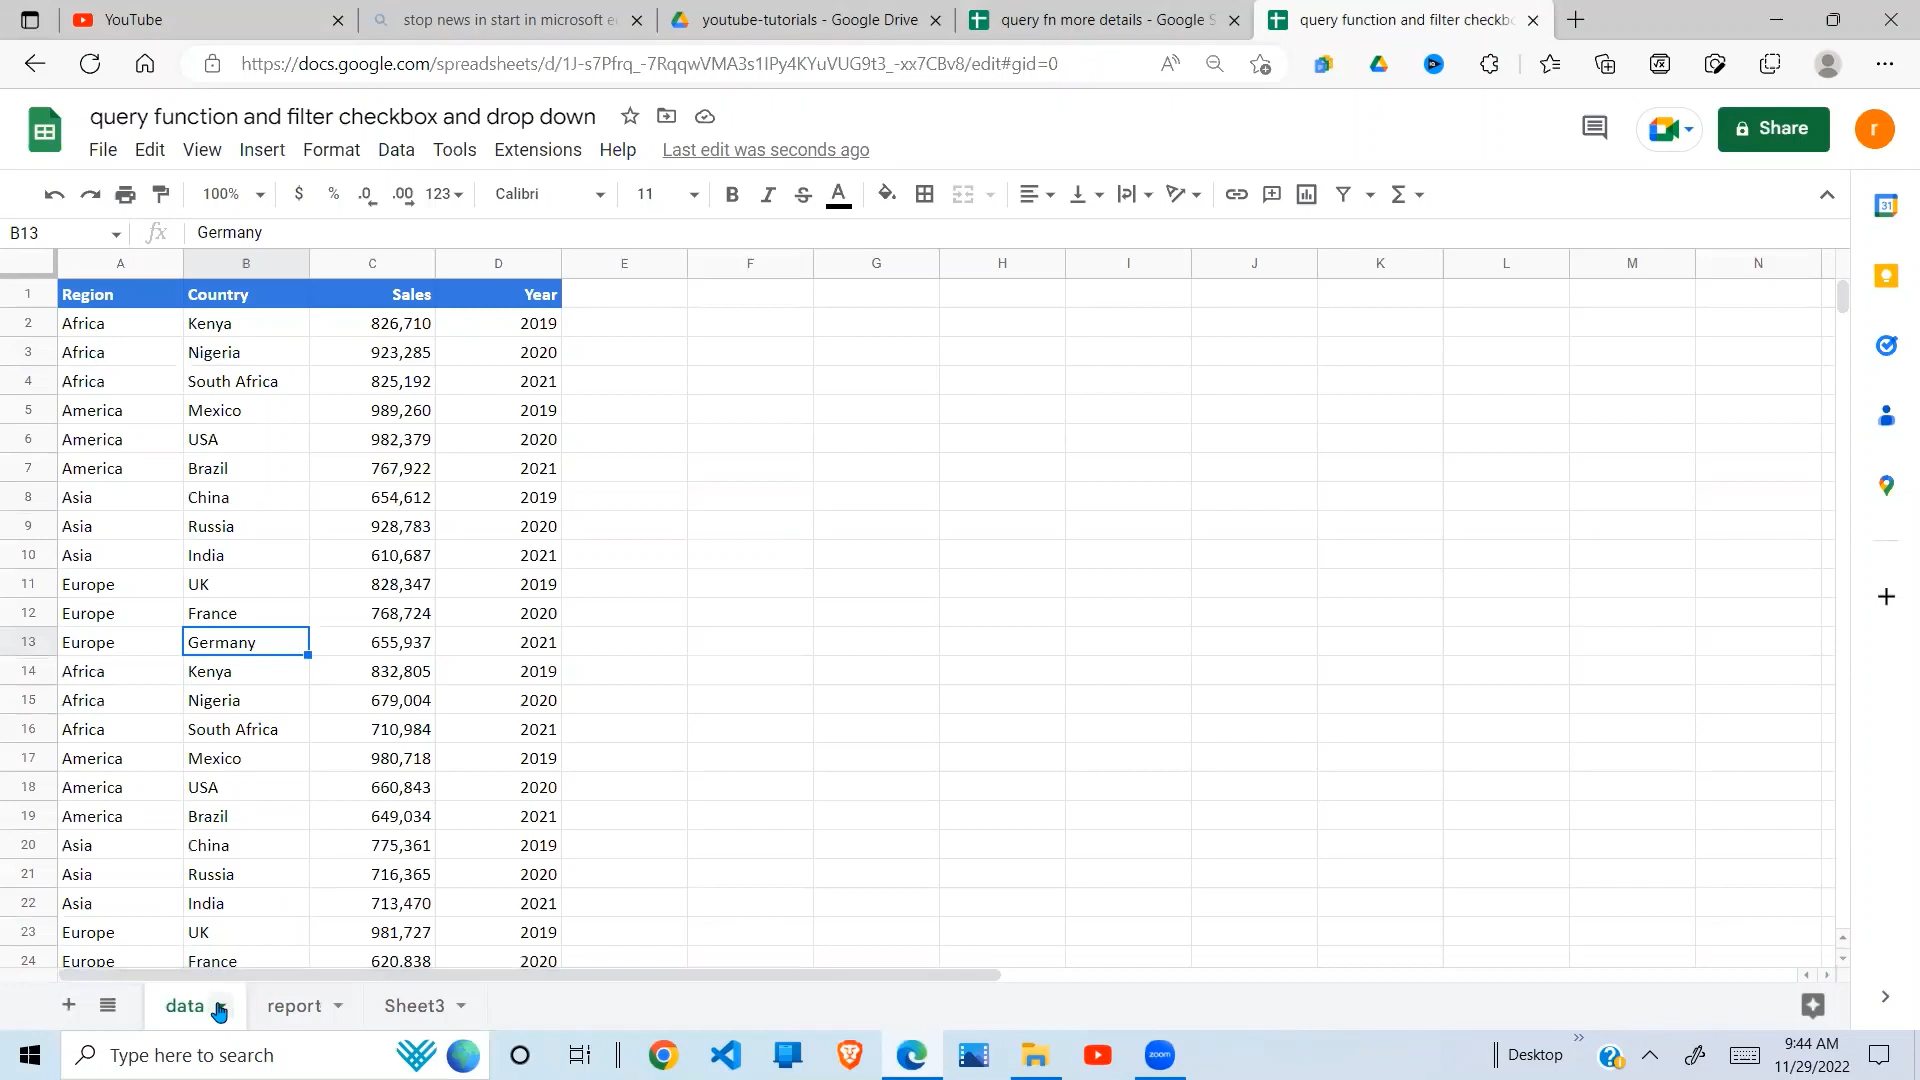 YouTube
stop news in start in microsoft e
youtube-tutorials - Google Drive
query fn more details - Google S
query function and filter checkbo
https://docs.google.com/spreadsheets/d/1J-s7Pfrq_-7RqqwVMA3s1IPy4KYuVUG9t3_-xx7CBv8/edit#gid=0
query function and filter checkbox and drop down
File Edit View Insert Format Data Tools Extensions Help Last edit was seconds ago
Share
r
100% $ % .0 .00 123 Calibri 11 B I S A
B13 fx Germany
A B C D E F G H I J K L M N
1 Region Country Sales Year
2 Africa Kenya 826,710 2019
3 Africa Nigeria 923,285 2020
4 Africa South Africa 825,192 2021
5 America Mexico 989,260 2019
6 America USA 982,379 2020
7 America Brazil 767,922 2021
8 Asia China 654,612 2019
9 Asia Russia 928,783 2020
10 Asia India 610,687 2021
11 Europe UK 828,347 2019
12 Europe France 768,724 2020
13 Europe Germany 655,937 2021
14 Africa Kenya 832,805 2019
15 Africa Nigeria 679,004 2020
16 Africa South Africa 710,984 2021
17 America Mexico 980,718 2019
18 America USA 660,843 2020
19 America Brazil 649,034 2021
20 Asia China 775,361 2019
21 Asia Russia 716,365 2020
22 Asia India 713,470 2021
23 Europe UK 981,727 2019
24 Europe France 620,838 2020
data report Sheet3
Type here to search
zoom
Desktop
9:44 AM
11/29/2022
31